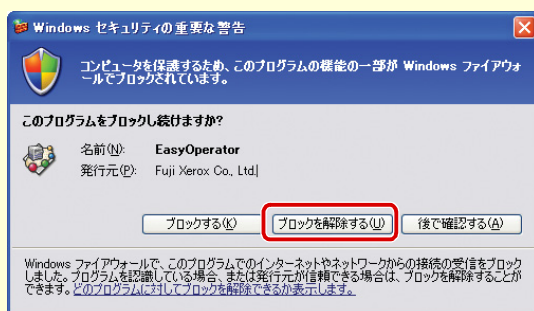 Windows セキュリティの重要な警告
コンピュータを保護するため、このプログラムの機能の一部が Windows ファイアウォ
ールでブロックされています。
このプログラムをブロックし続けますか?
名前(N): EasyOperator
発行元(P): Fuji Xerox Co., Ltd.
ブロックする(K) ブロックを解除する(U) 後で確認する(A)
Windows ファイアウォールで、このプログラムでのインターネットやネットワークからの接続の受信をブロック
しました。プログラムを認識している場合、または発行元が信頼できる場合は、ブロックを解除することが
できます。どのプログラムに対してブロックを解除できるか表示します。